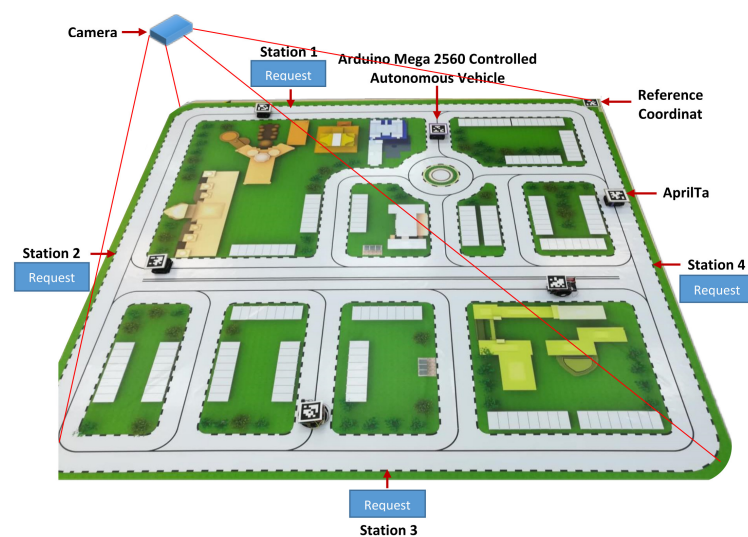 Camera
Station 1
Request
Arduino Mega 2560 Controlled
Autonomous Vehicle
Reference
Coordinat
AprilTa
Station 2
Request
Station 4
Request
Request
Station 3